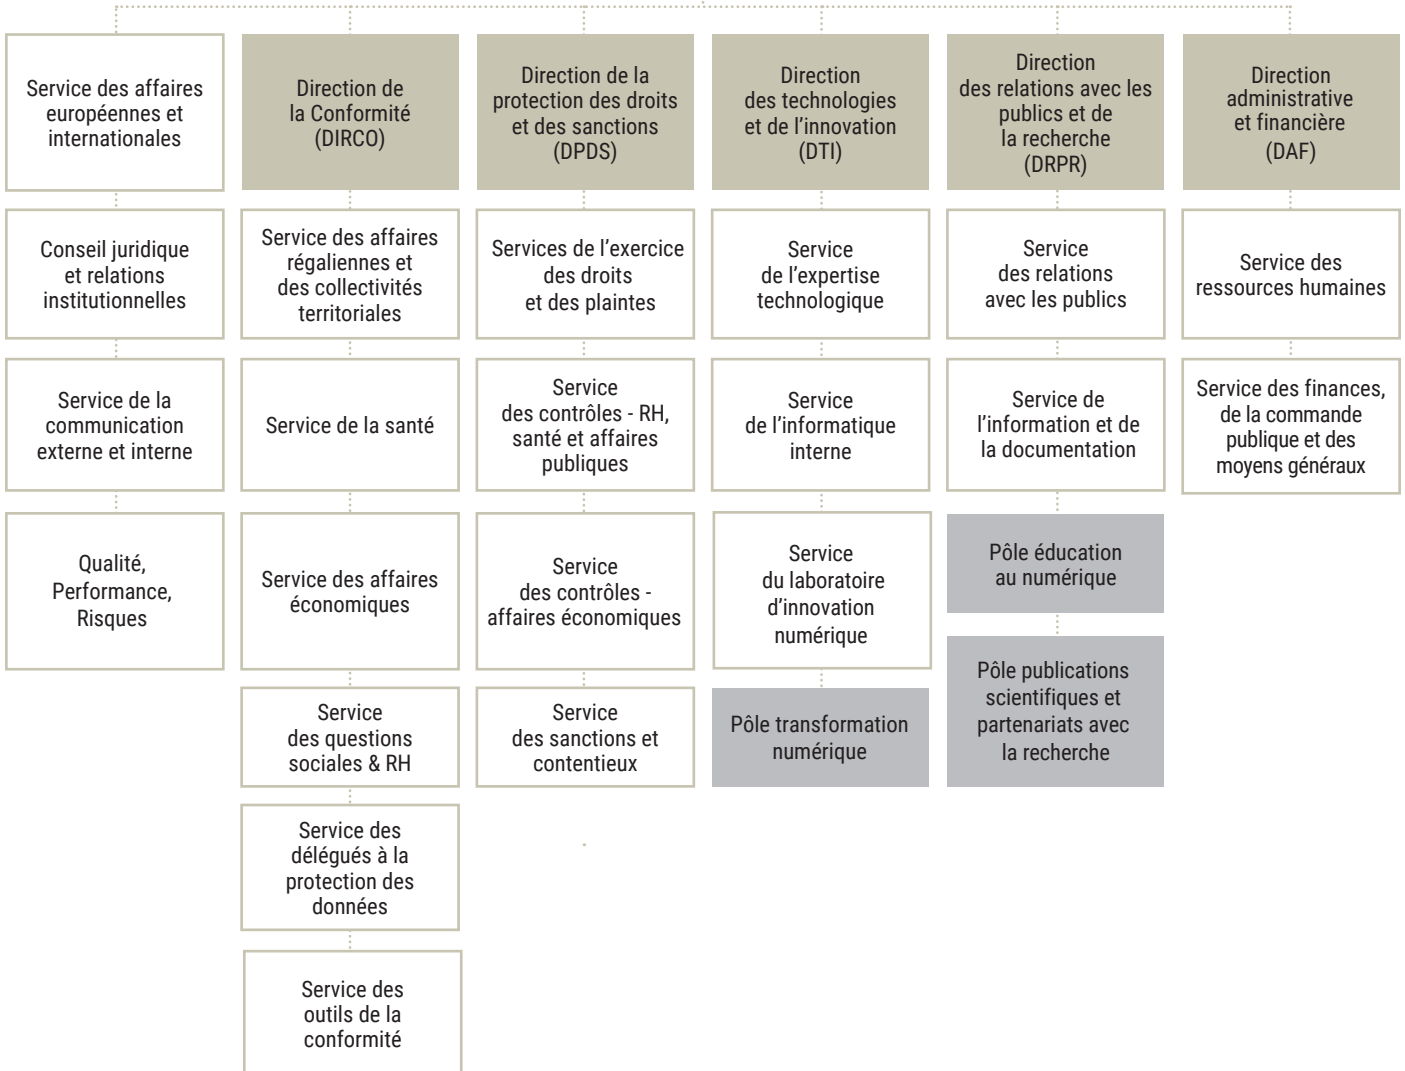 Service des affaires
européennes et
internationales
Conseil juridique
et relations
institutionnelles
Service de la
communication
externe et interne
Qualité,
Performance,
Risques
Direction de
la Conformité
(DIRCO)
Service des affaires
régaliennes et
des collectivités
territoriales
Service de la santé
Service des affaires
économiques
Service
des questions
sociales & RH
Service des
délégués à la
protection des
données
Service des
outils de la
conformité
Direction de la
protection des droits
et des sanctions
(DPDS)
Services de l’exercice
des droits
et des plaintes
Service
des contrôles - RH,
santé et affaires
publiques
Service
des contrôles -
affaires économiques
Service
des sanctions et
contentieux
Direction
des technologies
et de l’innovation
(DTI)
Service
de l’expertise
technologique
Service
de l’informatique
interne
Service
du laboratoire
d’innovation
numérique
Pôle transformation
numérique
Direction
des relations avec les
publics et de
la recherche
(DRPR)
Service
des relations
avec les publics
Service de
l’information et de
la documentation
Pôle éducation
au numérique
Pôle publications
scientifiques et
partenariats avec
la recherche
Direction
administrative
et financière
(DAF)
Service des
ressources humaines
Service des finances,
de la commande
publique et des
moyens généraux